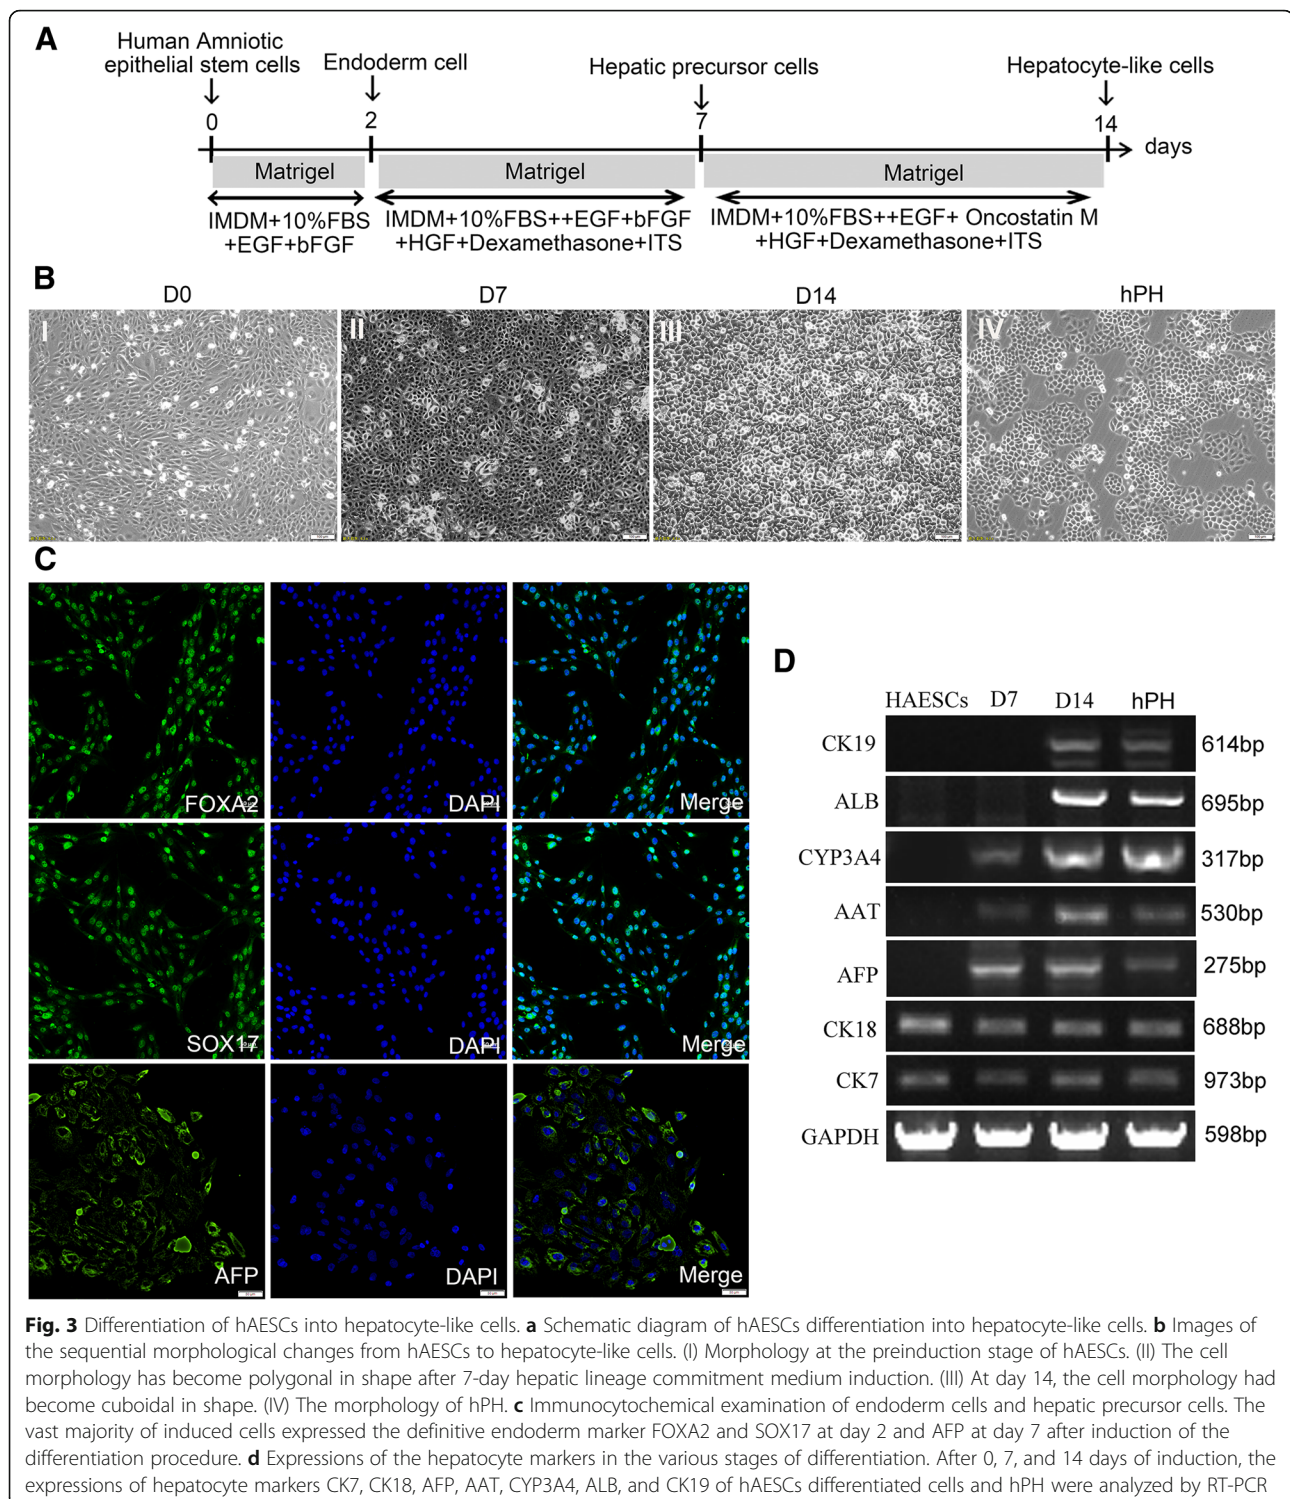 A
Human Amniotic
epithelial stem cells
Endoderm cell
Hepatic precursor cells
Hepatocyte-like cells
0
2
7
14
days
Matrigel
Matrigel
Matrigel
IMDM+10%FBS
+EGF+bFGF
IMDM+10%FBS++EGF+bFGF
+HGF+Dexamethasone+ITS
IMDM+10%FBS++EGF+ Oncostatin M
+HGF+Dexamethasone+ITS
B
D0
D7
D14
hPH
I
II
III
IV
C
FOXA2
DAPI
Merge
SOX17
DAPI
Merge
AFP
DAPI
Merge
D
HAESCs D7 D14 hPH
CK19 614bp
ALB 695bp
CYP3A4 317bp
AAT 530bp
AFP 275bp
CK18 688bp
CK7 973bp
GAPDH 598bp
Fig. 3 Differentiation of hAESCs into hepatocyte-like cells. a Schematic diagram of hAESCs differentiation into hepatocyte-like cells. b Images of
the sequential morphological changes from hAESCs to hepatocyte-like cells. (I) Morphology at the preinduction stage of hAESCs. (II) The cell
morphology has become polygonal in shape after 7-day hepatic lineage commitment medium induction. (III) At day 14, the cell morphology had
become cuboidal in shape. (IV) The morphology of hPH. c Immunocytochemical examination of endoderm cells and hepatic precursor cells. The
vast majority of induced cells expressed the definitive endoderm marker FOXA2 and SOX17 at day 2 and AFP at day 7 after induction of the
differentiation procedure. d Expressions of the hepatocyte markers in the various stages of differentiation. After 0, 7, and 14 days of induction, the
expressions of hepatocyte markers CK7, CK18, AFP, AAT, CYP3A4, ALB, and CK19 of hAESCs differentiated cells and hPH were analyzed by RT-PCR